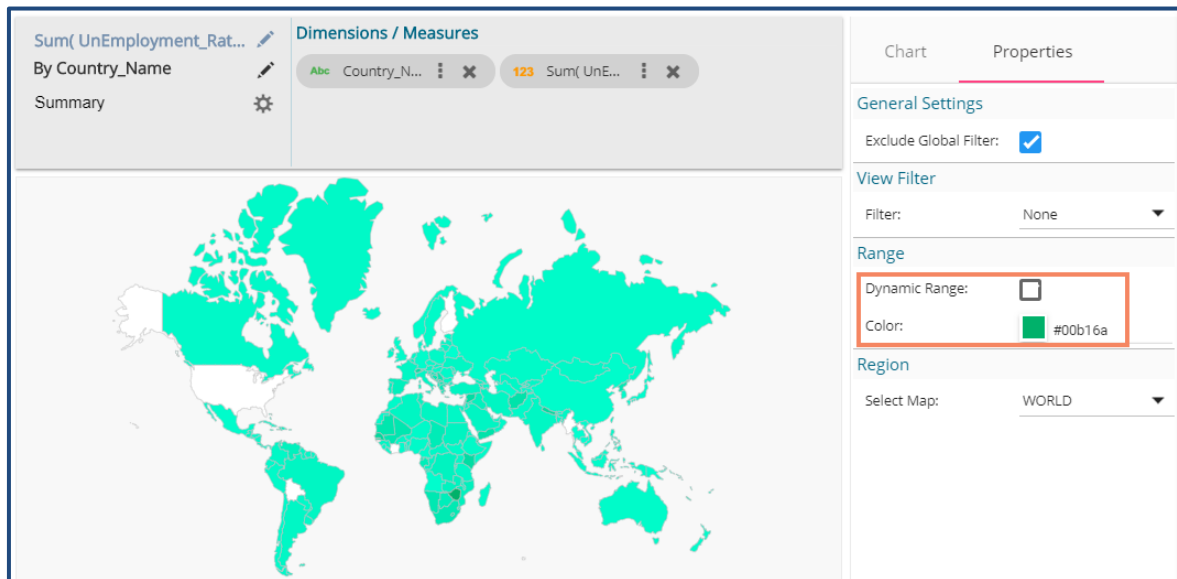 Sum( UnEmployment_Rat...
By Country_Name
Summary
Dimensions / Measures
Abc Country_N...
123 Sum( UnE...
Chart Properties
General Settings
Exclude Global Filter:
View Filter
Filter: None
Range
Dynamic Range:
Color: #00b16a
Region
Select Map: WORLD